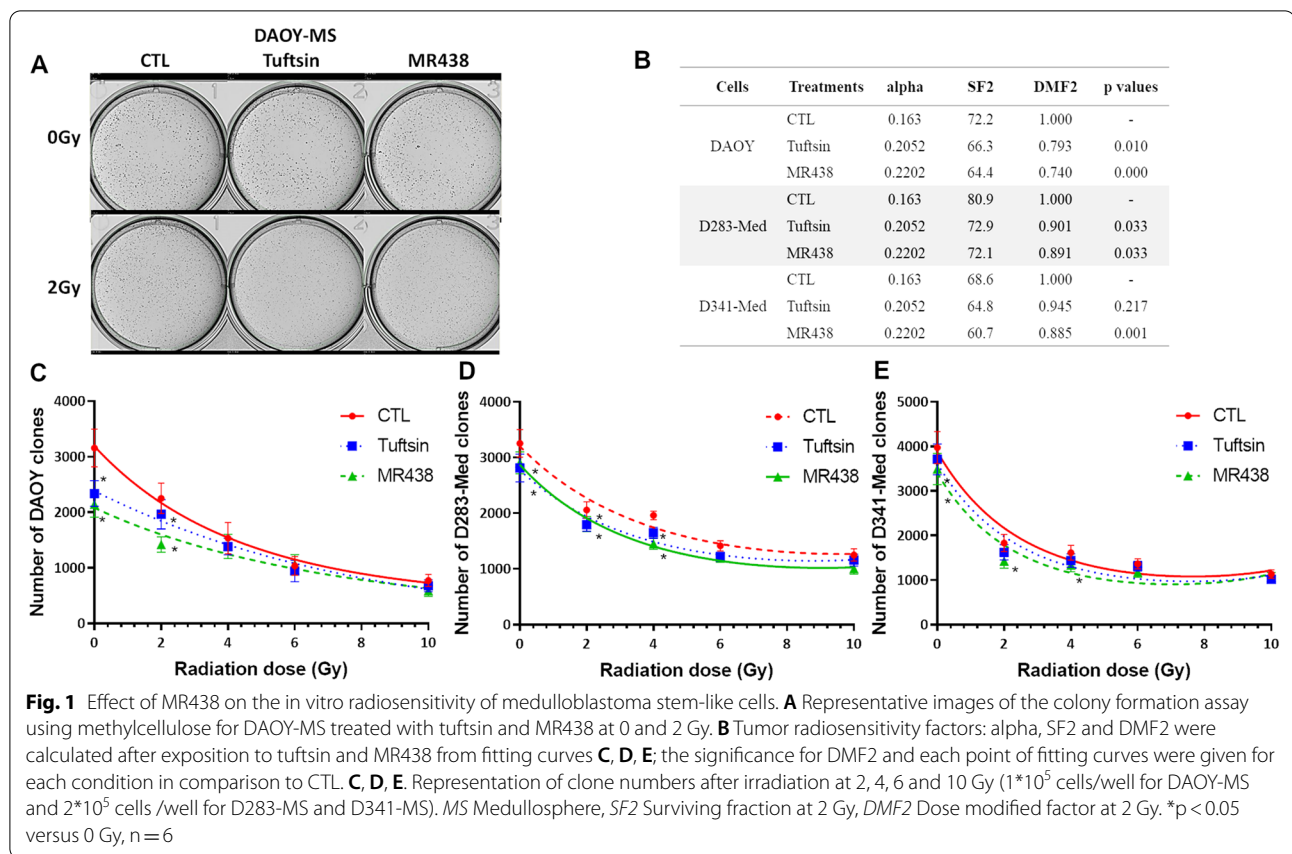 DAOY-MS
A CTL Tuftsin MR438
1 2 3
0Gy
1 2 3
2Gy
B
Cells Treatments alpha SF2 DMF2 p values
CTL 0.163 72.2 1.000 -
DAOY Tuftsin 0.2052 66.3 0.793 0.010
MR438 0.2202 64.4 0.740 0.000
CTL 0.163 80.9 1.000 -
D283-Med Tuftsin 0.2052 72.9 0.901 0.033
MR438 0.2202 72.1 0.891 0.033
CTL 0.163 68.6 1.000 -
D341-Med Tuftsin 0.2052 64.8 0.945 0.217
MR438 0.2202 60.7 0.885 0.001
C
Number of DAOY clones
4000
3000
2000
1000
0
0 2 4 6 8 10
Radiation dose (Gy)
CTL
Tuftsin
MR438
* * * *
D
Number of D283-Med clones
4000
3000
2000
1000
0
0 2 4 6 8 10
Radiation dose (Gy)
CTL
Tuftsin
MR438
* * * * * *
E
Number of D341-Med clones
5000
4000
3000
2000
1000
0
0 2 4 6 8 10
Radiation dose (Gy)
CTL
Tuftsin
MR438
* * * *
Fig. 1 Effect of MR438 on the in vitro radiosensitivity of medulloblastoma stem-like cells. A Representative images of the colony formation assay
using methylcellulose for DAOY-MS treated with tuftsin and MR438 at 0 and 2 Gy. B Tumor radiosensitivity factors: alpha, SF2 and DMF2 were
calculated after exposition to tuftsin and MR438 from fitting curves C, D, E; the significance for DMF2 and each point of fitting curves were given for
each condition in comparison to CTL. C, D, E. Representation of clone numbers after irradiation at 2, 4, 6 and 10 Gy (1*10⁵ cells/well for DAOY-MS
and 2*10⁵ cells /well for D283-MS and D341-MS). MS Medullosphere, SF2 Surviving fraction at 2 Gy, DMF2 Dose modified factor at 2 Gy. *p < 0.05
versus 0 Gy, n = 6